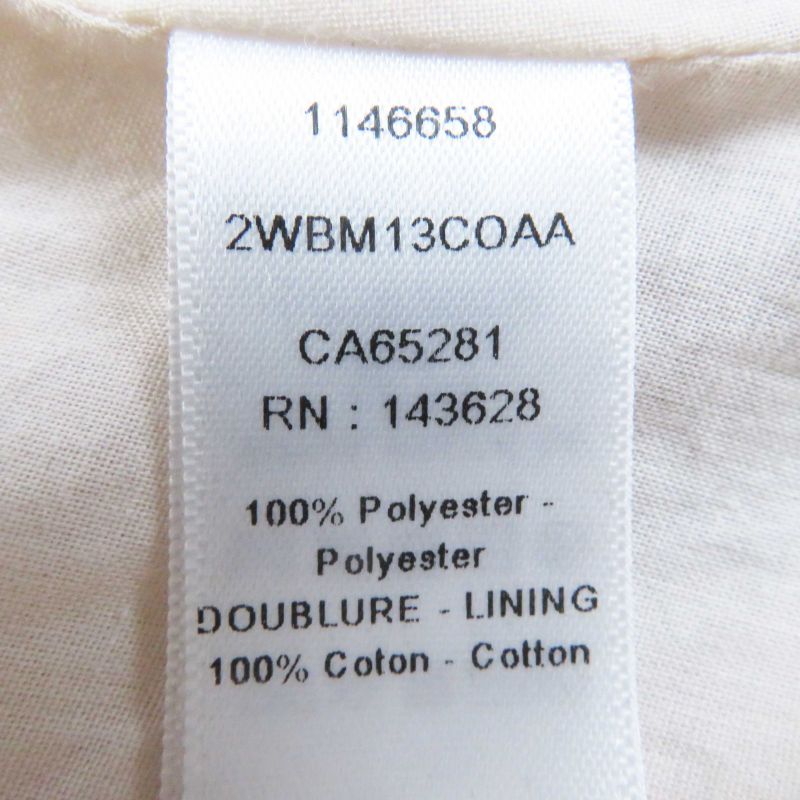 1146658
2WBM13COAA
CA65281
RN : 143628
100% Polyester -
Polyester
DOUBLURE - LINING
100% Coton - Cotton